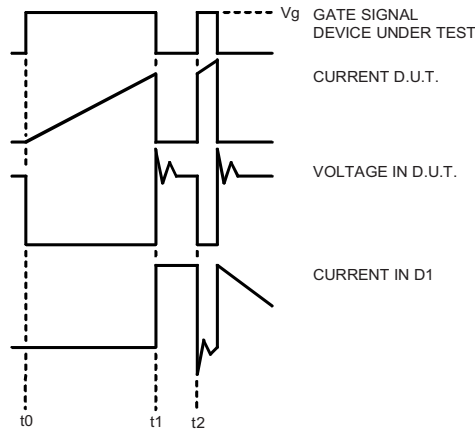 Vg GATE SIGNAL
DEVICE UNDER TEST
CURRENT D.U.T.
VOLTAGE IN D.U.T.
CURRENT IN D1
t0 t1 t2